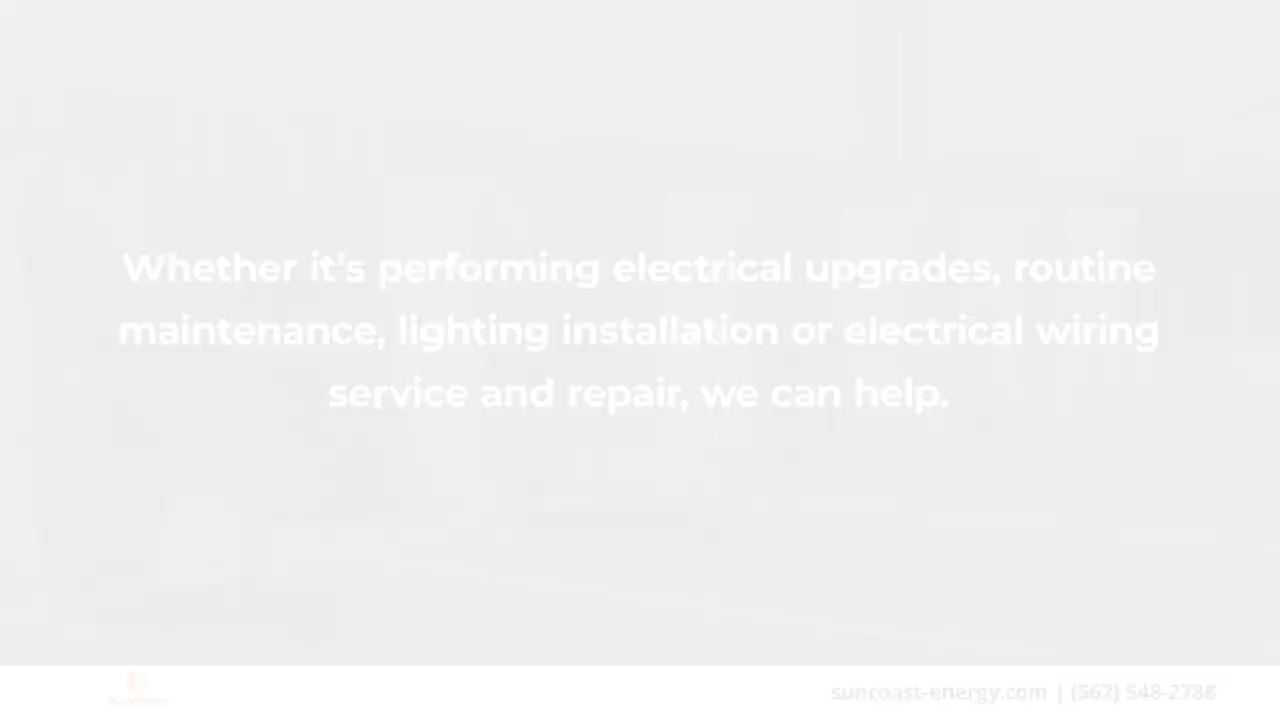 Whether it's performing electrical upgrades, routine
maintenance, lighting installation or electrical wiring
service and repair, we can help.
suncoast-energy.com | (562) 548-2788